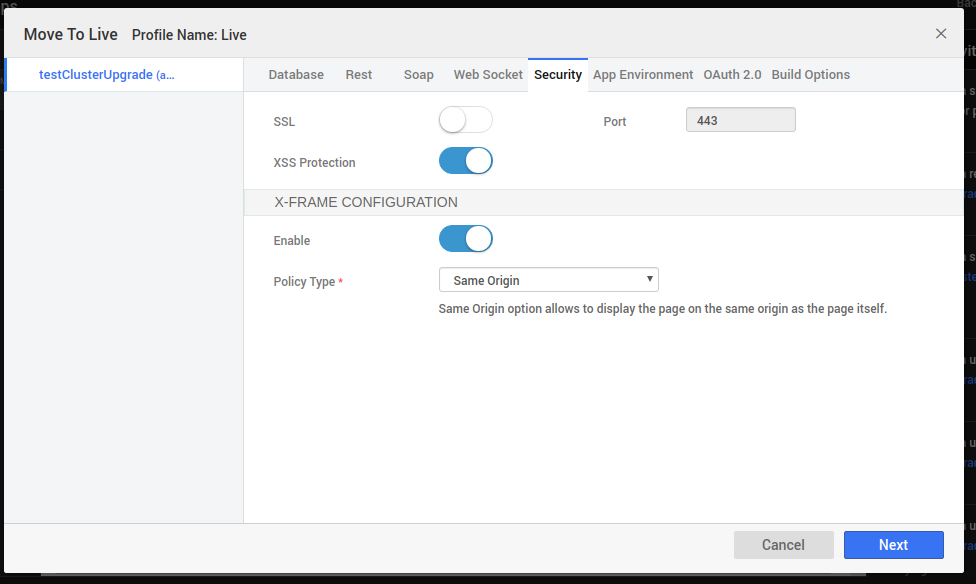 Move To Live Profile Name: Live
testClusterUpgrade (a...
Database Rest Soap Web Socket Security App Environment OAuth 2.0 Build Options
SSL
Port 443
XSS Protection
X-FRAME CONFIGURATION
Enable
Policy Type * Same Origin
Same Origin option allows to display the page on the same origin as the page itself.
Cancel Next